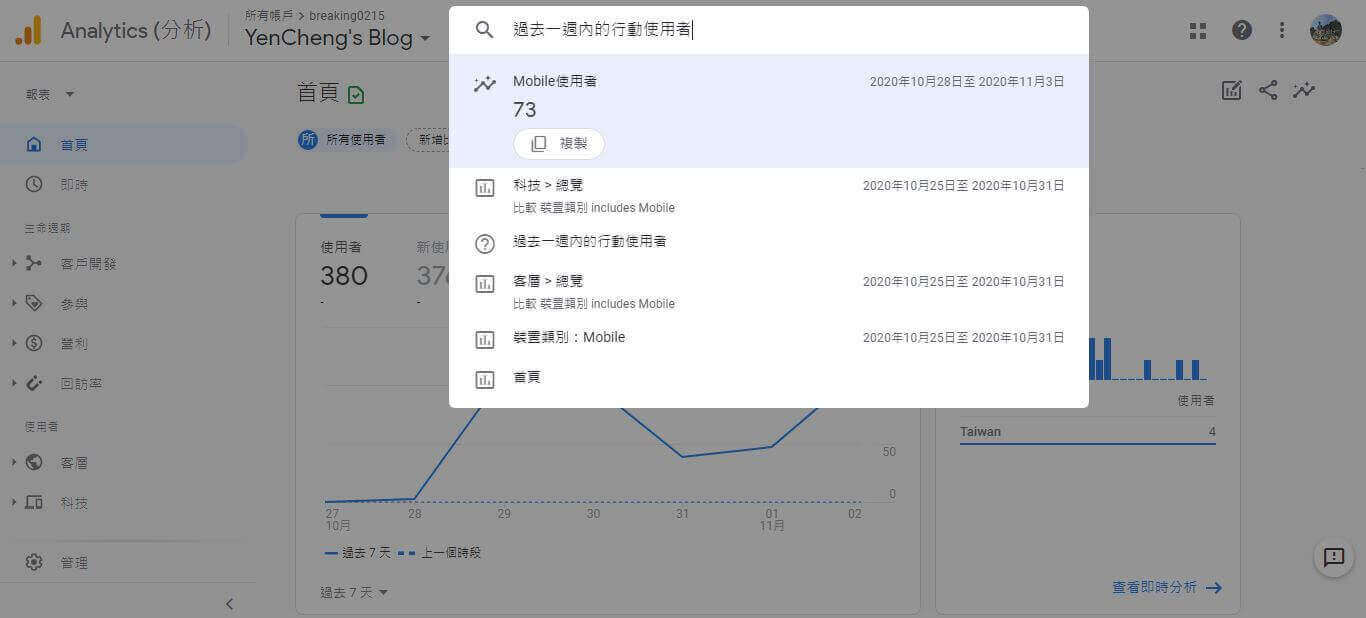 Analytics (分析)
所有帳戶 > breaking0215
YenCheng's Blog
過去一週內的行動使用者
Mobile使用者
2020年10月28日至 2020年11月3日
73
複製
科技 > 總覽
2020年10月25日至 2020年10月31日
比較 裝置類別 includes Mobile
過去一週內的行動使用者
客層 > 總覽
2020年10月25日至 2020年10月31日
比較 裝置類別 includes Mobile
裝置類別：Mobile
2020年10月25日至 2020年10月31日
首頁
報表
首頁
即時
生命週期
客戶開發
參與
營利
回訪率
使用者
客層
科技
管理
首頁
所 所有使用者
新增比
使用者
新使用
380
376
-
-
50
0
27
28
29
30
31
01
02
10月
11月
過去 7 天
上一個時段
過去 7 天
使用者
Taiwan
4
查看即時分析